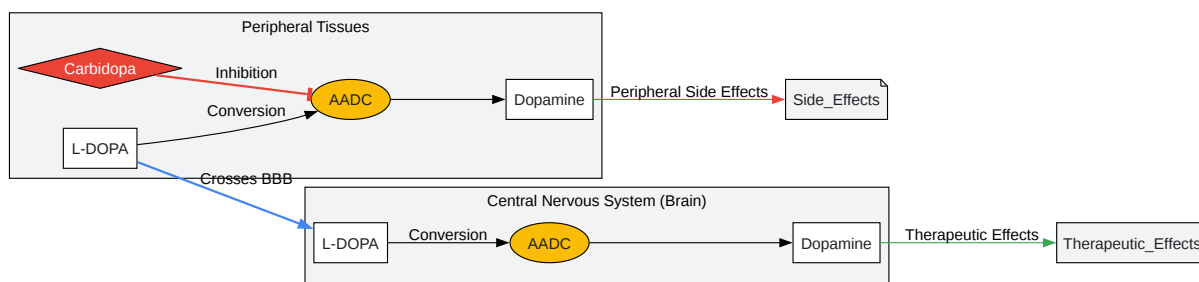 Peripheral Tissues
Carbidopa
Inhibition
AADC
Conversion
L-DOPA
Dopamine
Peripheral Side Effects
Side_Effects
Crosses BBB
Central Nervous System (Brain)
L-DOPA
Conversion
AADC
Dopamine
Therapeutic Effects
Therapeutic_Effects